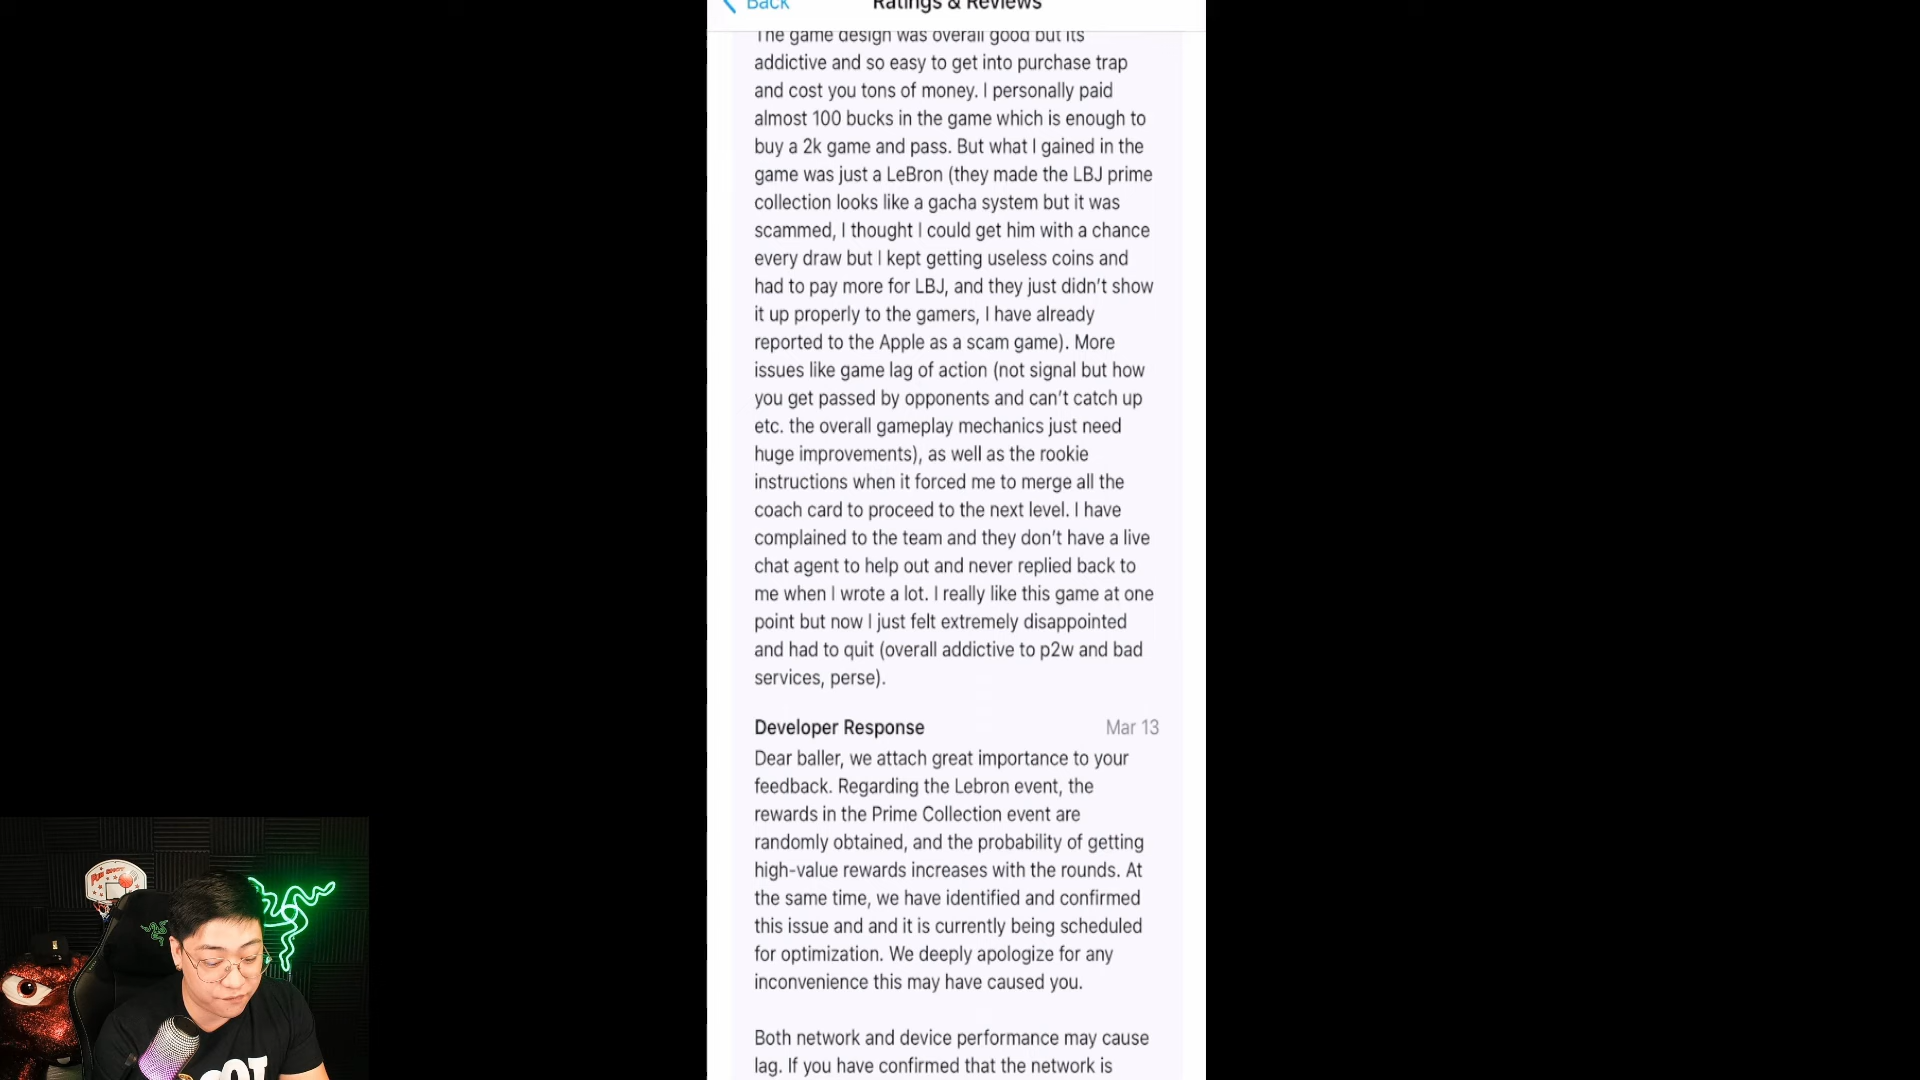 Back
Ratings & Reviews
The game design was overall good but its
addictive and so easy to get into purchase trap
and cost you tons of money. I personally paid
almost 100 bucks in the game which is enough to
buy a 2k game and pass. But what I gained in the
game was just a LeBron (they made the LBJ prime
collection looks like a gacha system but it was
scammed, I thought I could get him with a chance
every draw but I kept getting useless coins and
had to pay more for LBJ, and they just didn’t show
it up properly to the gamers, I have already
reported to the Apple as a scam game). More
issues like game lag of action (not signal but how
you get passed by opponents and can’t catch up
etc. the overall gameplay mechanics just need
huge improvements), as well as the rookie
instructions when it forced me to merge all the
coach card to proceed to the next level. I have
complained to the team and they don’t have a live
chat agent to help out and never replied back to
me when I wrote a lot. I really like this game at one
point but now I just felt extremely disappointed
and had to quit (overall addictive to p2w and bad
services, perse).
Developer Response Mar 13
Dear baller, we attach great importance to your
feedback. Regarding the Lebron event, the
rewards in the Prime Collection event are
randomly obtained, and the probability of getting
high-value rewards increases with the rounds. At
the same time, we have identified and confirmed
this issue and and it is currently being scheduled
for optimization. We deeply apologize for any
inconvenience this may have caused you.
Both network and device performance may cause
lag. If you have confirmed that the network is